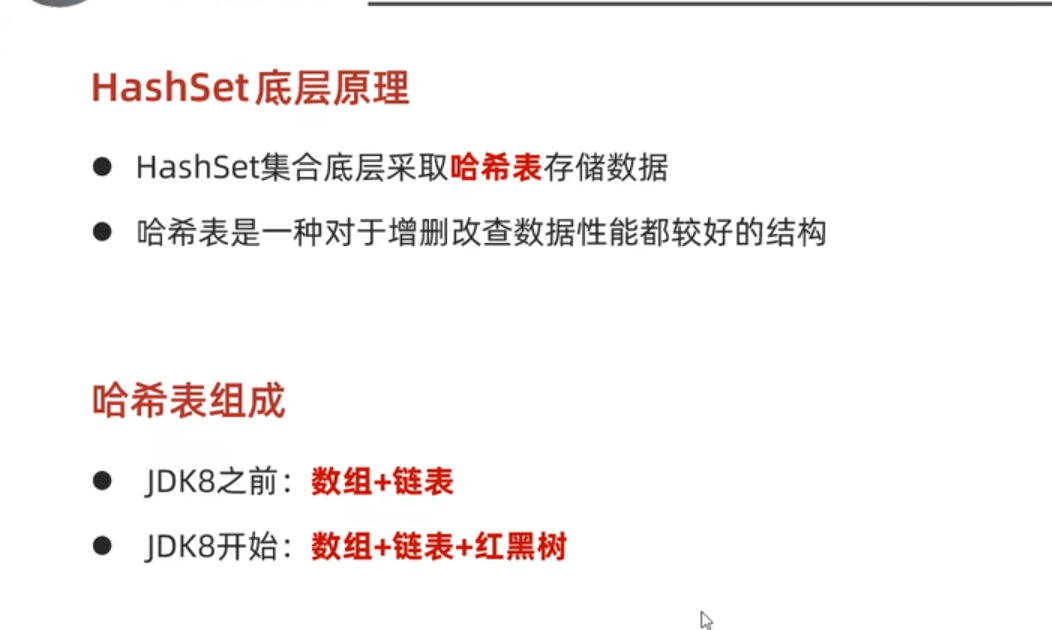 HashSet底层原理
● HashSet集合底层采取哈希表存储数据
● 哈希表是一种对于增删改查数据性能都较好的结构
哈希表组成
● JDK8之前：数组+链表
● JDK8开始：数组+链表+红黑树